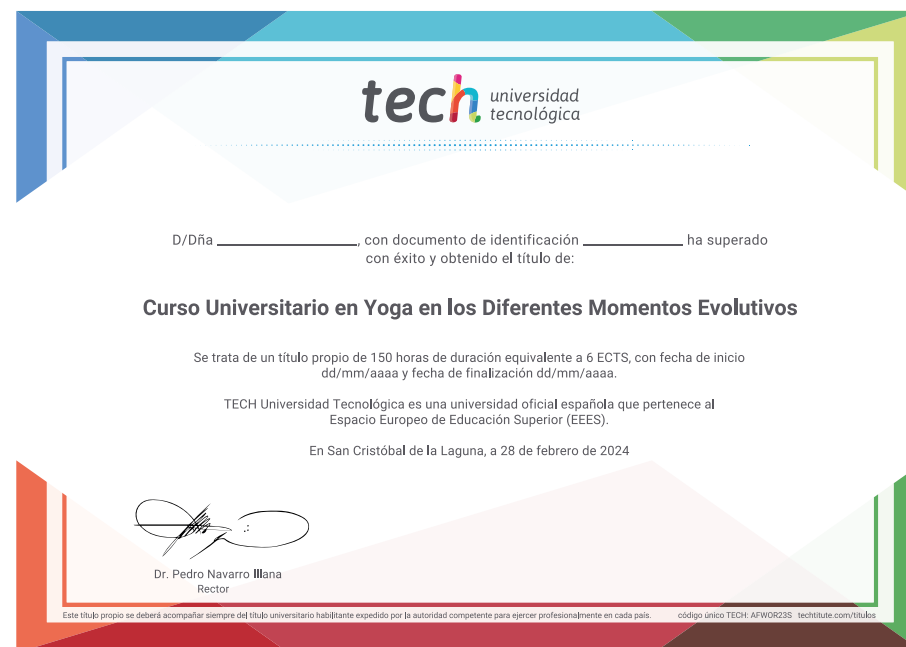 tech universidad
tecnológica
D/Dña ________________, con documento de identificación ____________ ha superado
con éxito y obtenido el título de:
Curso Universitario en Yoga en los Diferentes Momentos Evolutivos
Se trata de un título propio de 150 horas de duración equivalente a 6 ECTS, con fecha de inicio
dd/mm/aaaa y fecha de finalización dd/mm/aaaa.
TECH Universidad Tecnológica es una universidad oficial española que pertenece al
Espacio Europeo de Educación Superior (EEES).
En San Cristóbal de la Laguna, a 28 de febrero de 2024
Dr. Pedro Navarro Illana
Rector
Este título propio se deberá acompañar siempre del título universitario habilitante expedido por la autoridad competente para ejercer profesionalmente en cada país. código único TECH: AFWOR23S techtitute.com/titulos